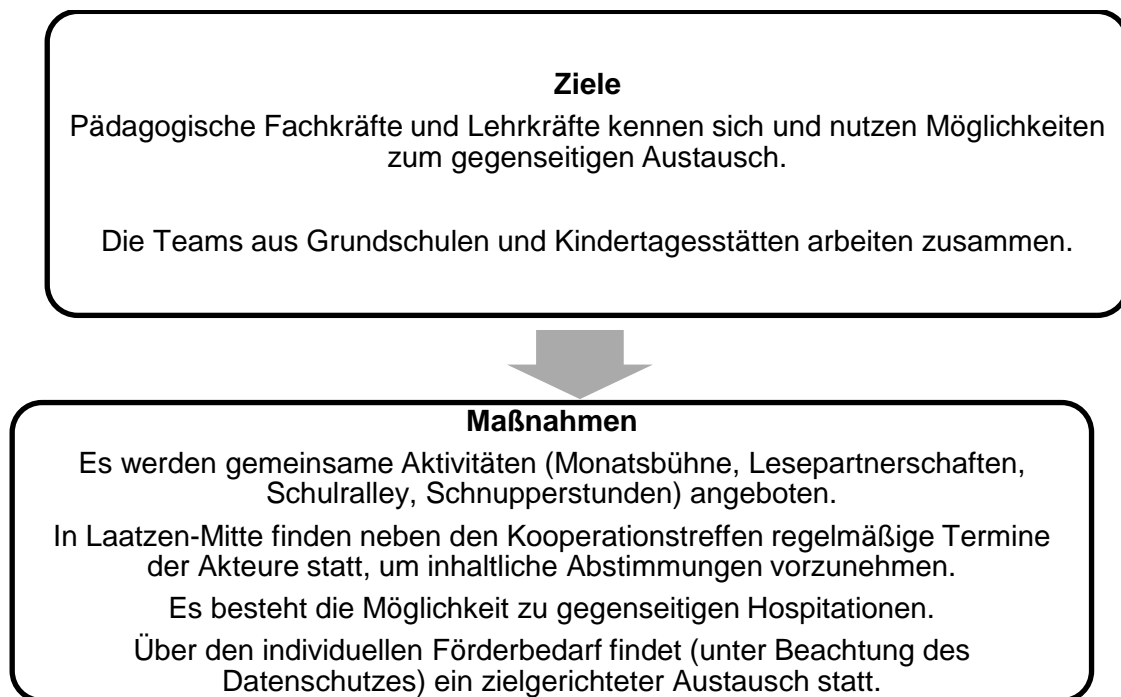 Ziele
Pädagogische Fachkräfte und Lehrkräfte kennen sich und nutzen Möglichkeiten
zum gegenseitigen Austausch.
Die Teams aus Grundschulen und Kindertagesstätten arbeiten zusammen.
Maßnahmen
Es werden gemeinsame Aktivitäten (Monatsbühne, Lesepartnerschaften,
Schulralley, Schnupperstunden) angeboten.
In Laatzen-Mitte finden neben den Kooperationstreffen regelmäßige Termine
der Akteure statt, um inhaltliche Abstimmungen vorzunehmen.
Es besteht die Möglichkeit zu gegenseitigen Hospitationen.
Über den individuellen Förderbedarf findet (unter Beachtung des
Datenschutzes) ein zielgerichteter Austausch statt.